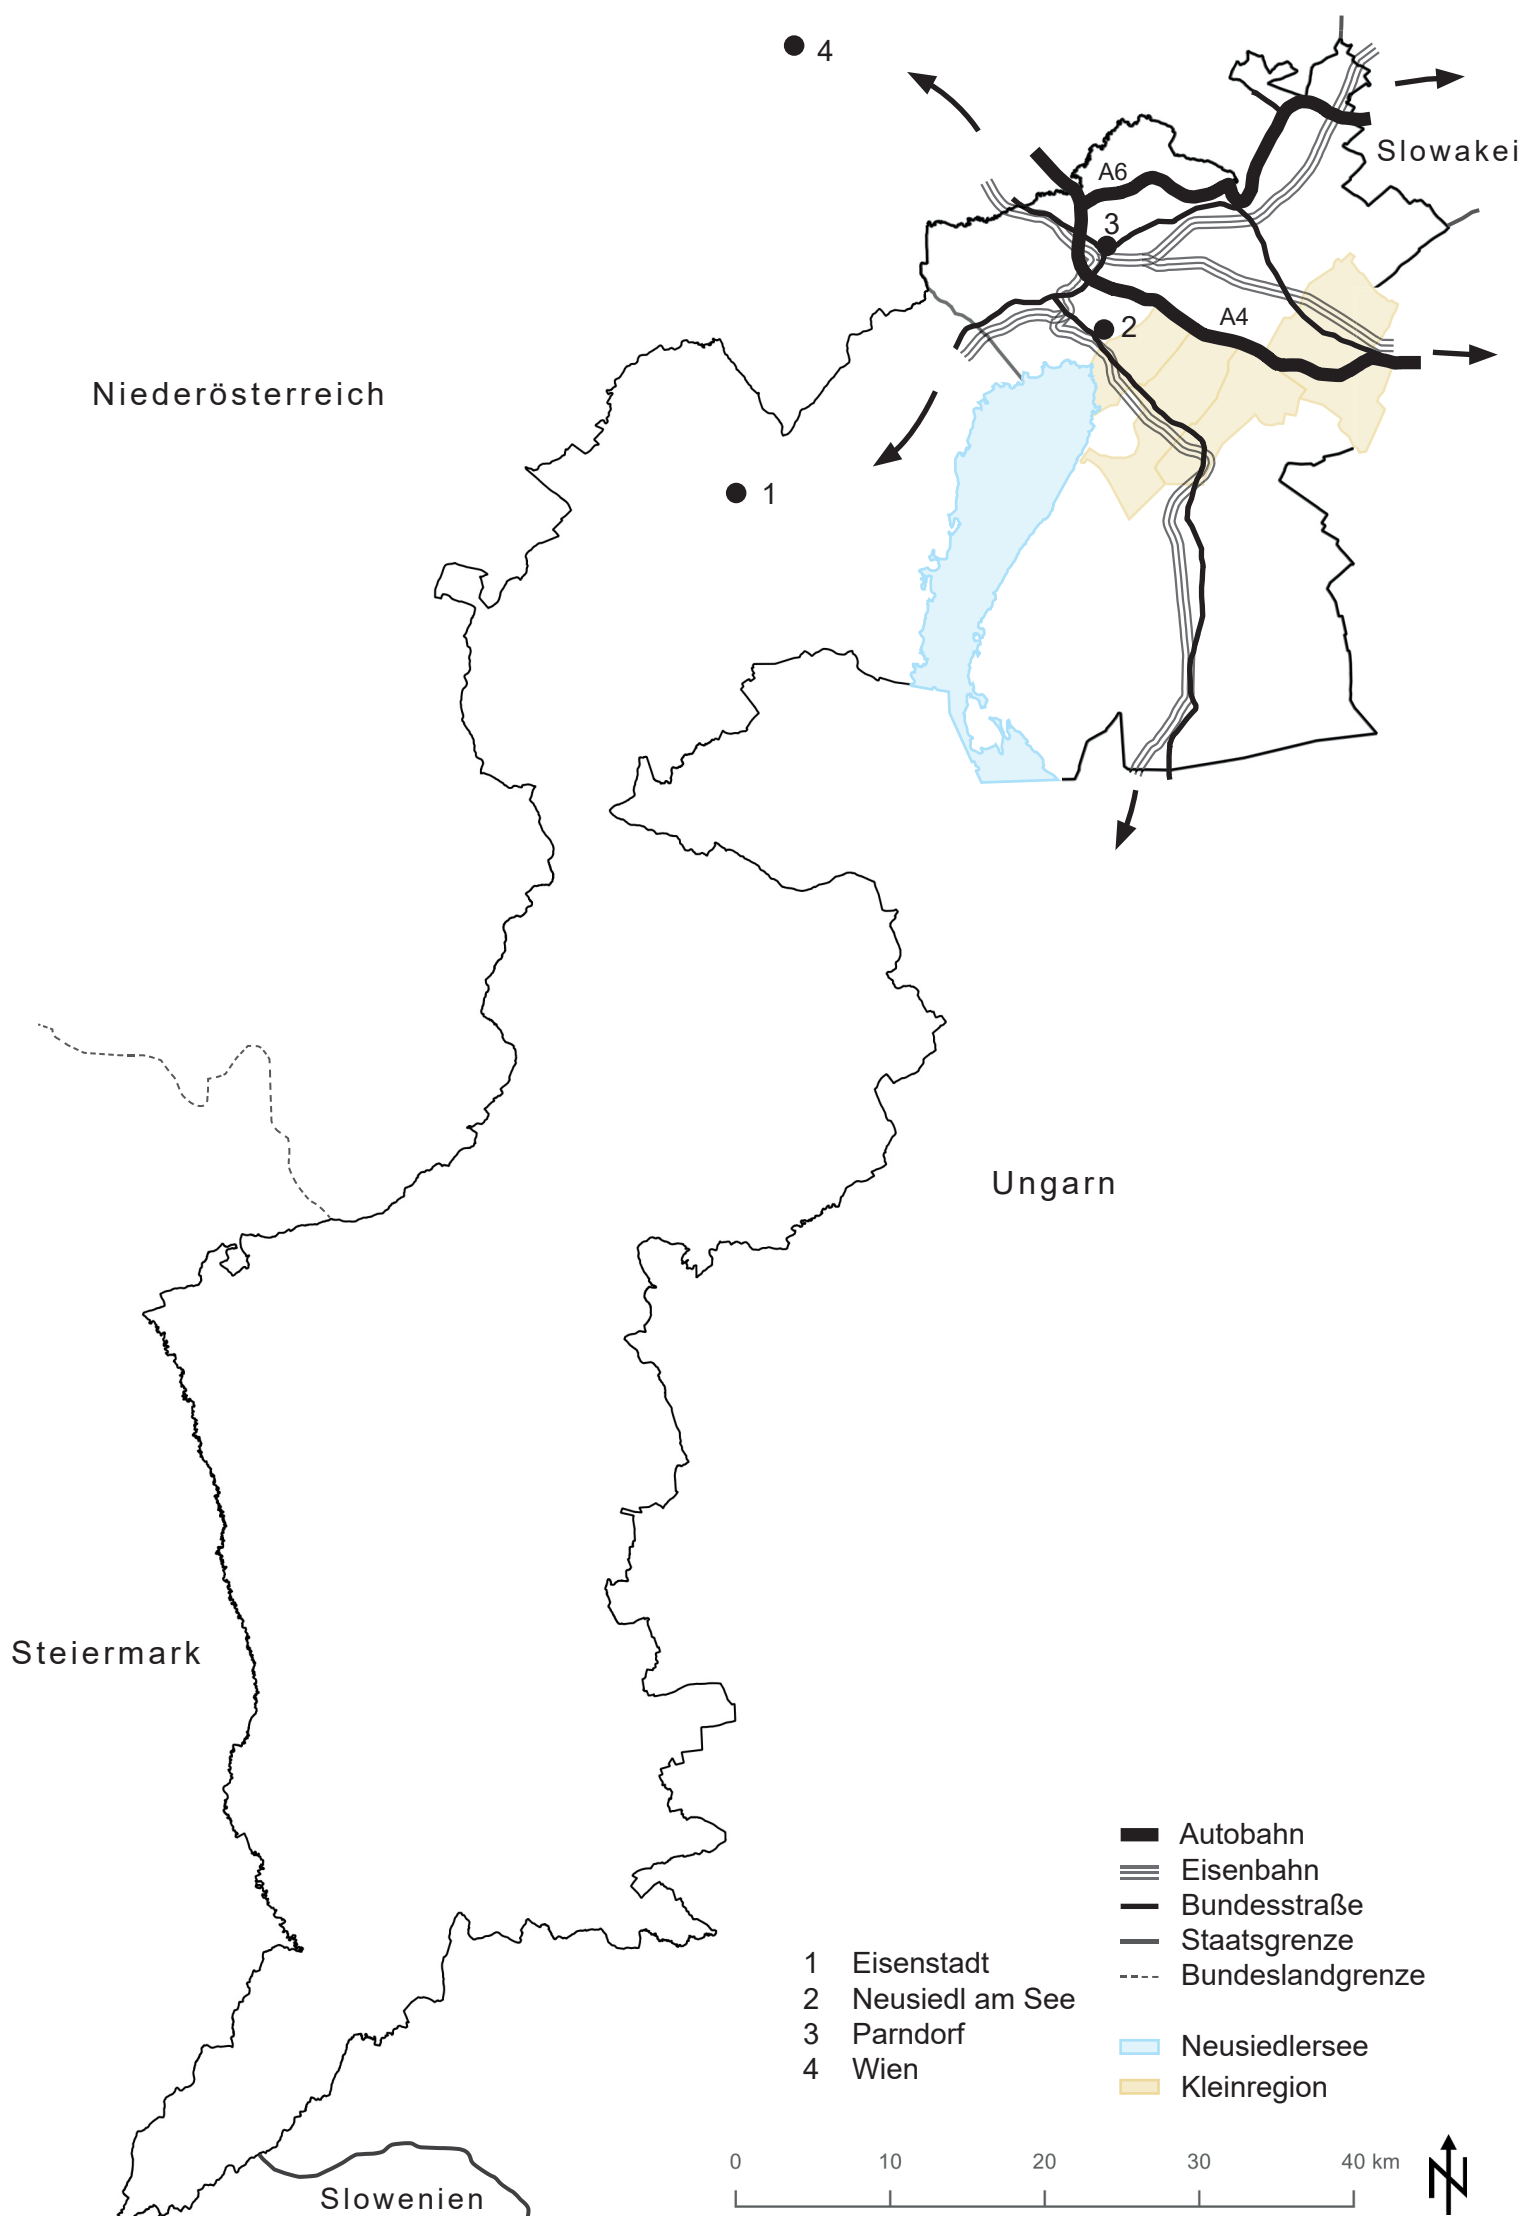 4
Slowakei
A6
3
A4
2
Niederösterreich
1
Ungarn
Steiermark
Autobahn
Eisenbahn
Bundesstraße
Staatsgrenze
Bundeslandgrenze
1 Eisenstadt
2 Neusiedl am See
3 Parndorf
4 Wien
Neusiedlersee
Kleinregion
0 10 20 30 40 km
N
Slowenien